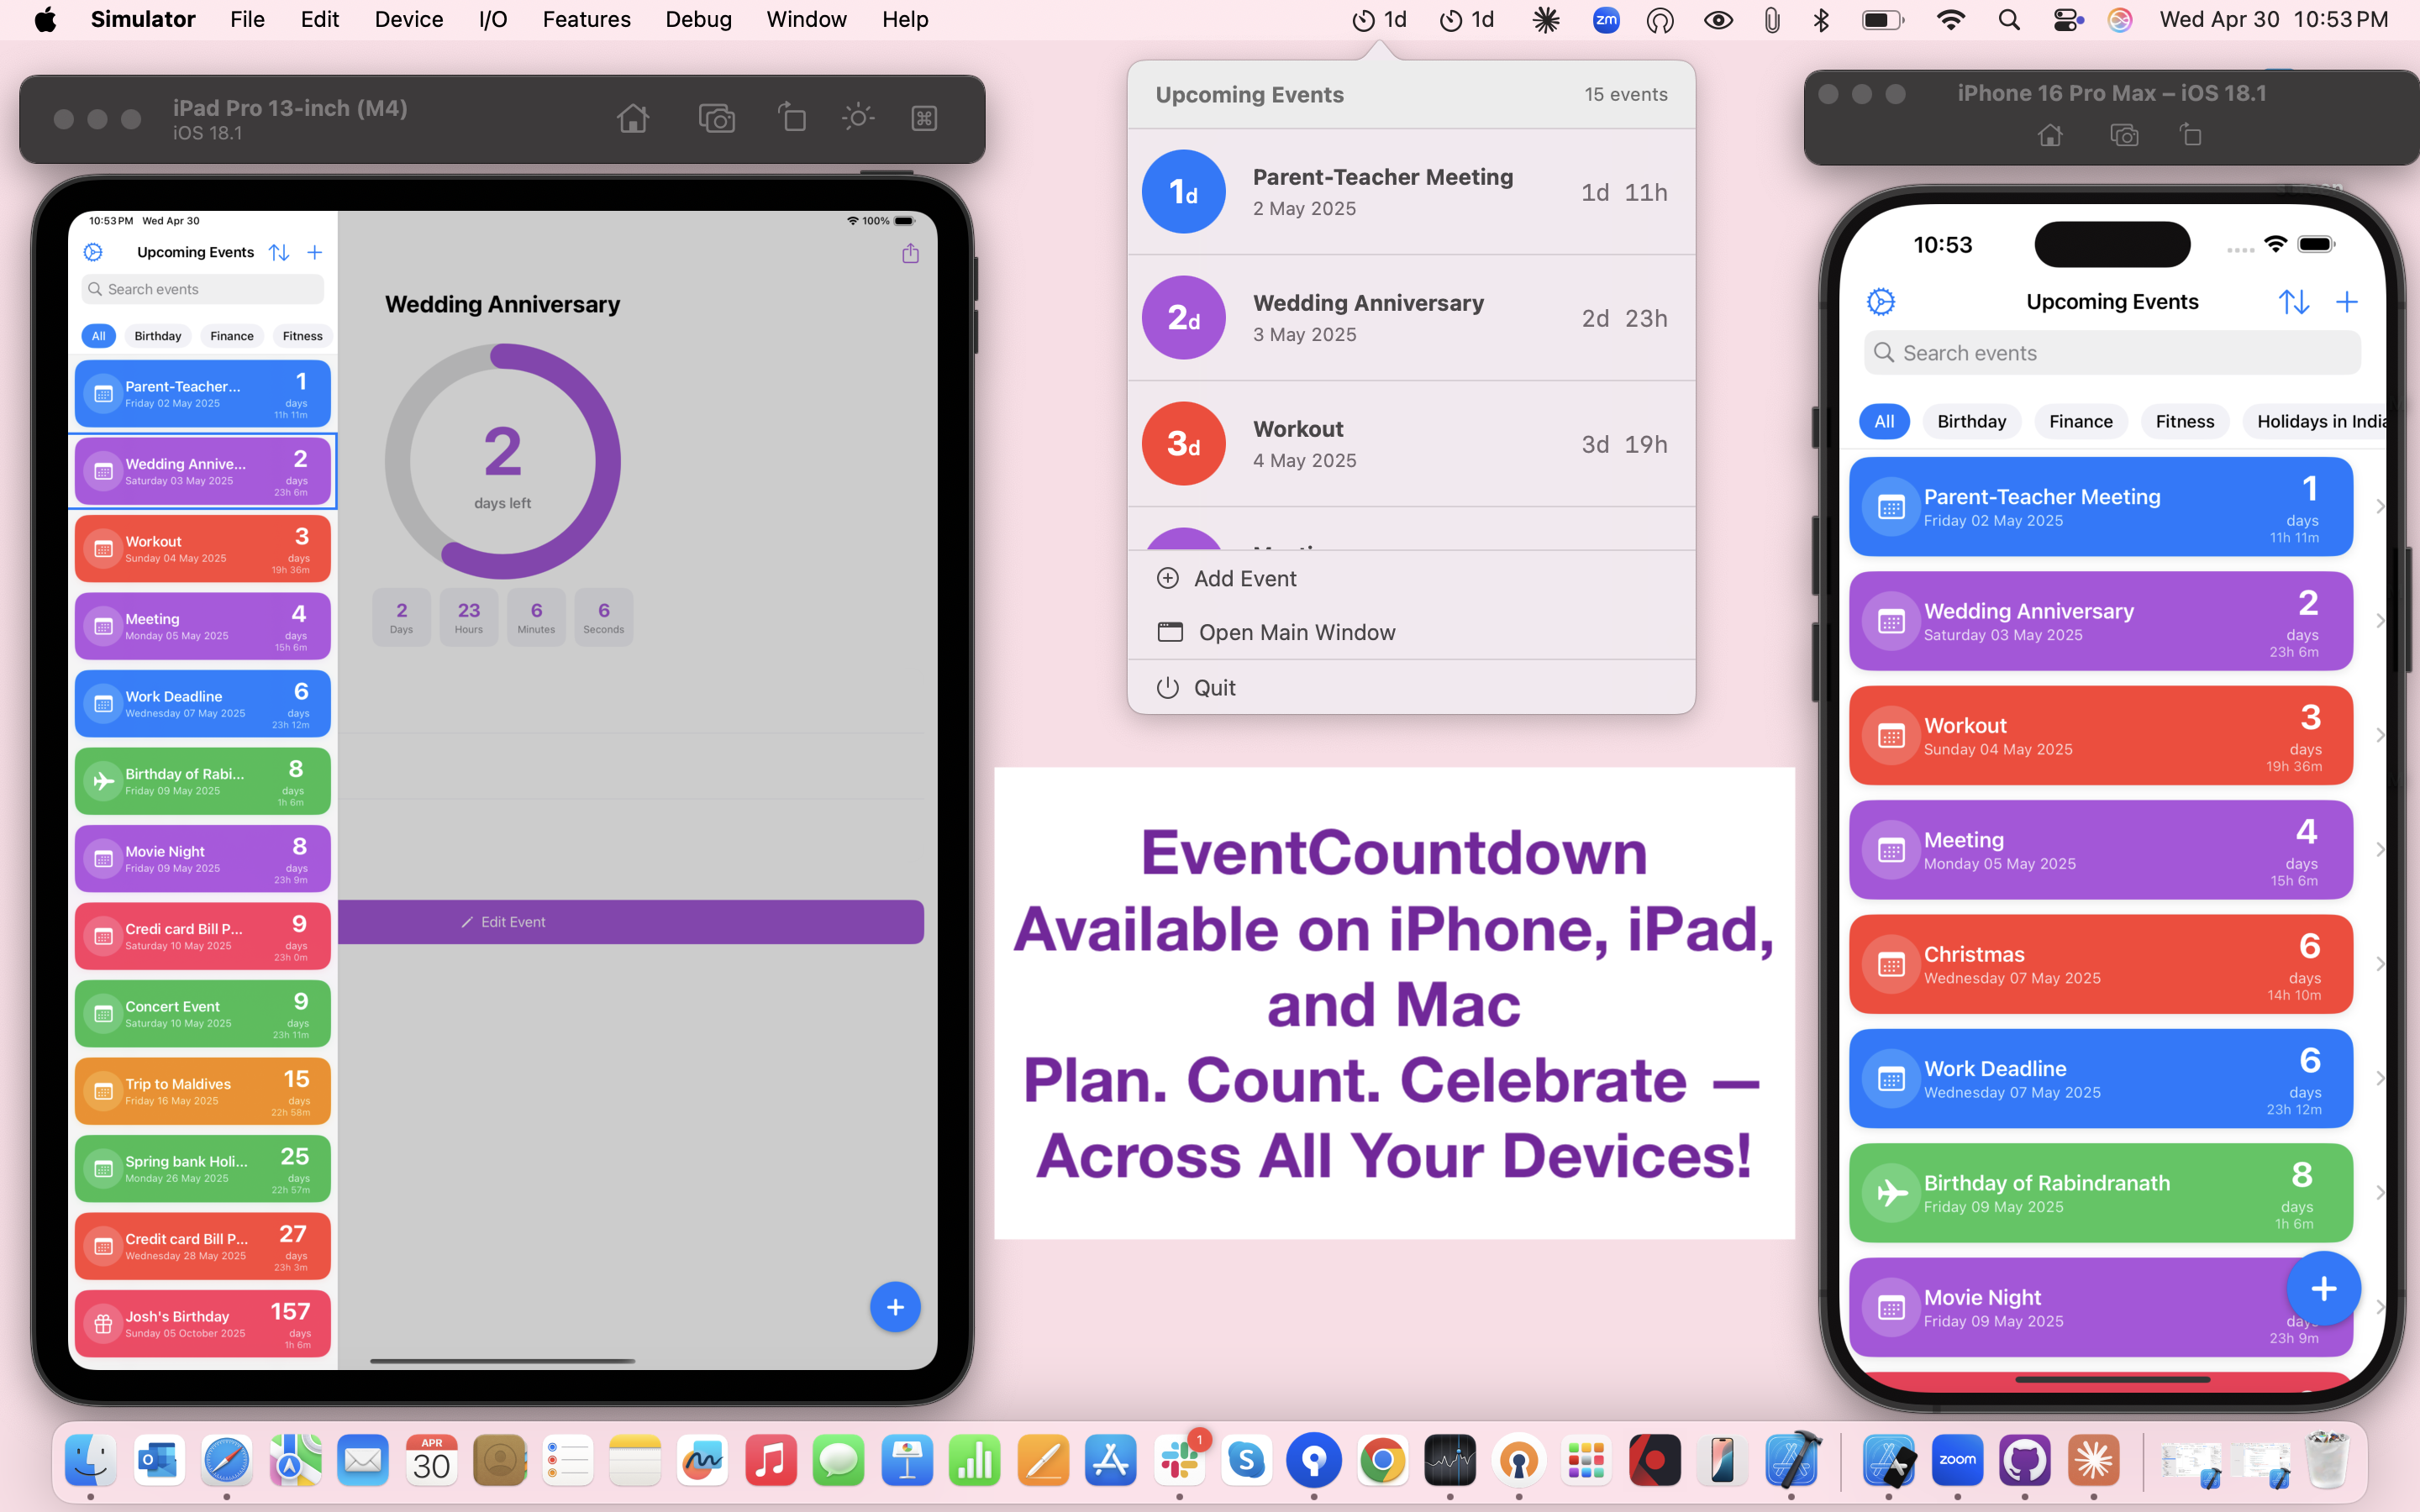 Simulator File Edit Device I/O Features Debug Window Help 1d 1d zm Wed Apr 30 10:53 PM
iPad Pro 13-inch (M4)
iOS 18.1
10:53 PM Wed Apr 30 100%
Upcoming Events
Search events
All Birthday Finance Fitness
Parent-Teacher... 1
Friday 02 May 2025 days
11h 11m
Wedding Annive... 2
Saturday 03 May 2025 days
23h 6m
Workout 3
Sunday 04 May 2025 days
19h 36m
Meeting 4
Monday 05 May 2025 days
15h 6m
Work Deadline 6
Wednesday 07 May 2025 days
23h 12m
Birthday of Rabi... 8
Friday 09 May 2025 days
1h 6m
Movie Night 8
Friday 09 May 2025 days
23h 9m
Credi card Bill P... 9
Saturday 10 May 2025 days
23h 0m
Concert Event 9
Saturday 10 May 2025 days
23h 11m
Trip to Maldives 15
Friday 16 May 2025 days
22h 58m
Spring bank Holi... 25
Monday 26 May 2025 days
22h 57m
Credit card Bill P... 27
Wednesday 28 May 2025 days
23h 3m
Josh's Birthday 157
Sunday 05 October 2025 days
1h 6m
Wedding Anniversary
2
days left
2 23 6 6
Days Hours Minutes Seconds
Edit Event
Upcoming Events 15 events
1d Parent-Teacher Meeting 1d 11h
2 May 2025
2d Wedding Anniversary 2d 23h
3 May 2025
3d Workout 3d 19h
4 May 2025
Add Event
Open Main Window
Quit
EventCountdown
Available on iPhone, iPad,
and Mac
Plan. Count. Celebrate —
Across All Your Devices!
iPhone 16 Pro Max – iOS 18.1
10:53
Upcoming Events
Search events
All Birthday Finance Fitness Holidays in India
Parent-Teacher Meeting 1
Friday 02 May 2025 days
11h 11m
Wedding Anniversary 2
Saturday 03 May 2025 days
23h 6m
Workout 3
Sunday 04 May 2025 days
19h 36m
Meeting 4
Monday 05 May 2025 days
15h 6m
Christmas 6
Wednesday 07 May 2025 days
14h 10m
Work Deadline 6
Wednesday 07 May 2025 days
23h 12m
Birthday of Rabindranath 8
Friday 09 May 2025 days
1h 6m
Movie Night
Friday 09 May 2025 days
23h 9m
APR
30
1
zoom